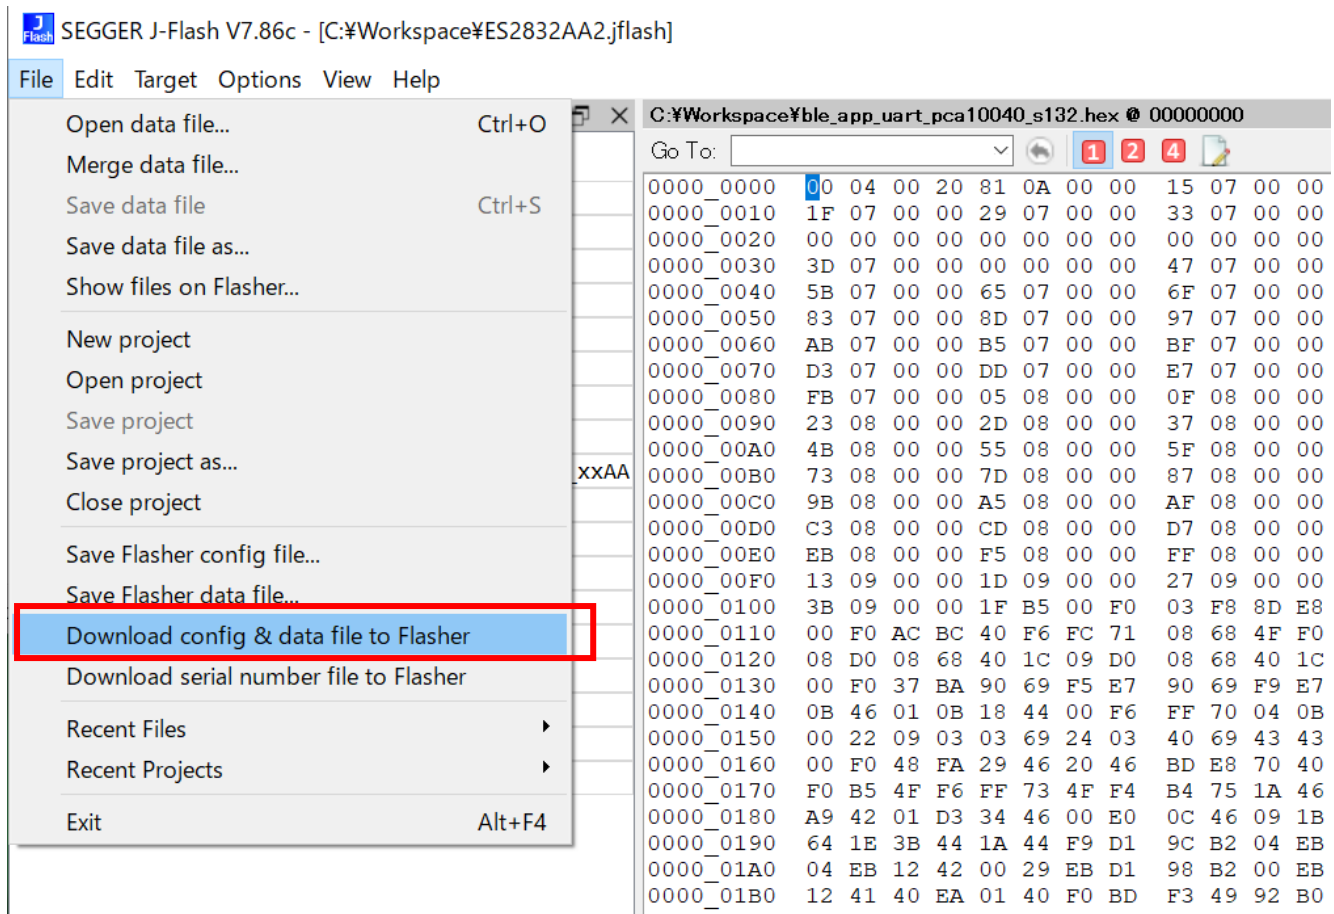 J Flash SEGGER J-Flash V7.86c - [C:¥Workspace¥ES2832AA2.jflash]
File Edit Target Options View Help
Open data file... Ctrl+O
Merge data file...
Save data file Ctrl+S
Save data file as...
Show files on Flasher...
New project
Open project
Save project
Save project as...
Close project
Save Flasher config file...
Save Flasher data file...
Download config & data file to Flasher
Download serial number file to Flasher
Recent Files
Recent Projects
Exit Alt+F4
_xxAA
C:¥Workspace¥ble_app_uart_pca10040_s132.hex @ 00000000
Go To: 1 2 4
0000_0000 00 04 00 20 81 0A 00 00 15 07 00 00
0000_0010 1F 07 00 00 29 07 00 00 33 07 00 00
0000_0020 00 00 00 00 00 00 00 00 00 00 00 00
0000_0030 3D 07 00 00 00 00 00 00 47 07 00 00
0000_0040 5B 07 00 00 65 07 00 00 6F 07 00 00
0000_0050 83 07 00 00 8D 07 00 00 97 07 00 00
0000_0060 AB 07 00 00 B5 07 00 00 BF 07 00 00
0000_0070 D3 07 00 00 DD 07 00 00 E7 07 00 00
0000_0080 FB 07 00 00 05 08 00 00 0F 08 00 00
0000_0090 23 08 00 00 2D 08 00 00 37 08 00 00
0000_00A0 4B 08 00 00 55 08 00 00 5F 08 00 00
0000_00B0 73 08 00 00 7D 08 00 00 87 08 00 00
0000_00C0 9B 08 00 00 A5 08 00 00 AF 08 00 00
0000_00D0 C3 08 00 00 CD 08 00 00 D7 08 00 00
0000_00E0 EB 08 00 00 F5 08 00 00 FF 08 00 00
0000_00F0 13 09 00 00 1D 09 00 00 27 09 00 00
0000_0100 3B 09 00 00 1F B5 00 F0 03 F8 8D E8
0000_0110 00 F0 AC BC 40 F6 FC 71 08 68 4F F0
0000_0120 08 D0 08 68 40 1C 09 D0 08 68 40 1C
0000_0130 00 F0 37 BA 90 69 F5 E7 90 69 F9 E7
0000_0140 0B 46 01 0B 18 44 00 F6 FF 70 04 0B
0000_0150 00 22 09 03 03 69 24 03 40 69 43 43
0000_0160 00 F0 48 FA 29 46 20 46 BD E8 70 40
0000_0170 F0 B5 4F F6 FF 73 4F F4 B4 75 1A 46
0000_0180 A9 42 01 D3 34 46 00 E0 0C 46 09 1B
0000_0190 64 1E 3B 44 1A 44 F9 D1 9C B2 04 EB
0000_01A0 04 EB 12 42 00 29 EB D1 98 B2 00 EB
0000_01B0 12 41 40 EA 01 40 F0 BD F3 49 92 B0